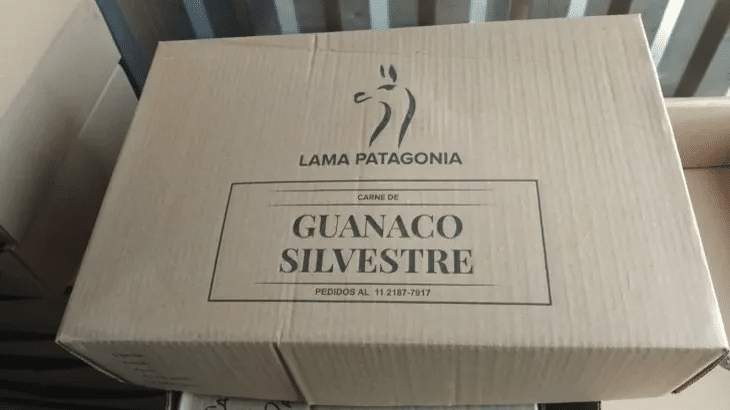 LAMA PATAGONIA
CARNE DE
GUANACO
SILVESTRE
PEDIDOS AL 11 2187-7917